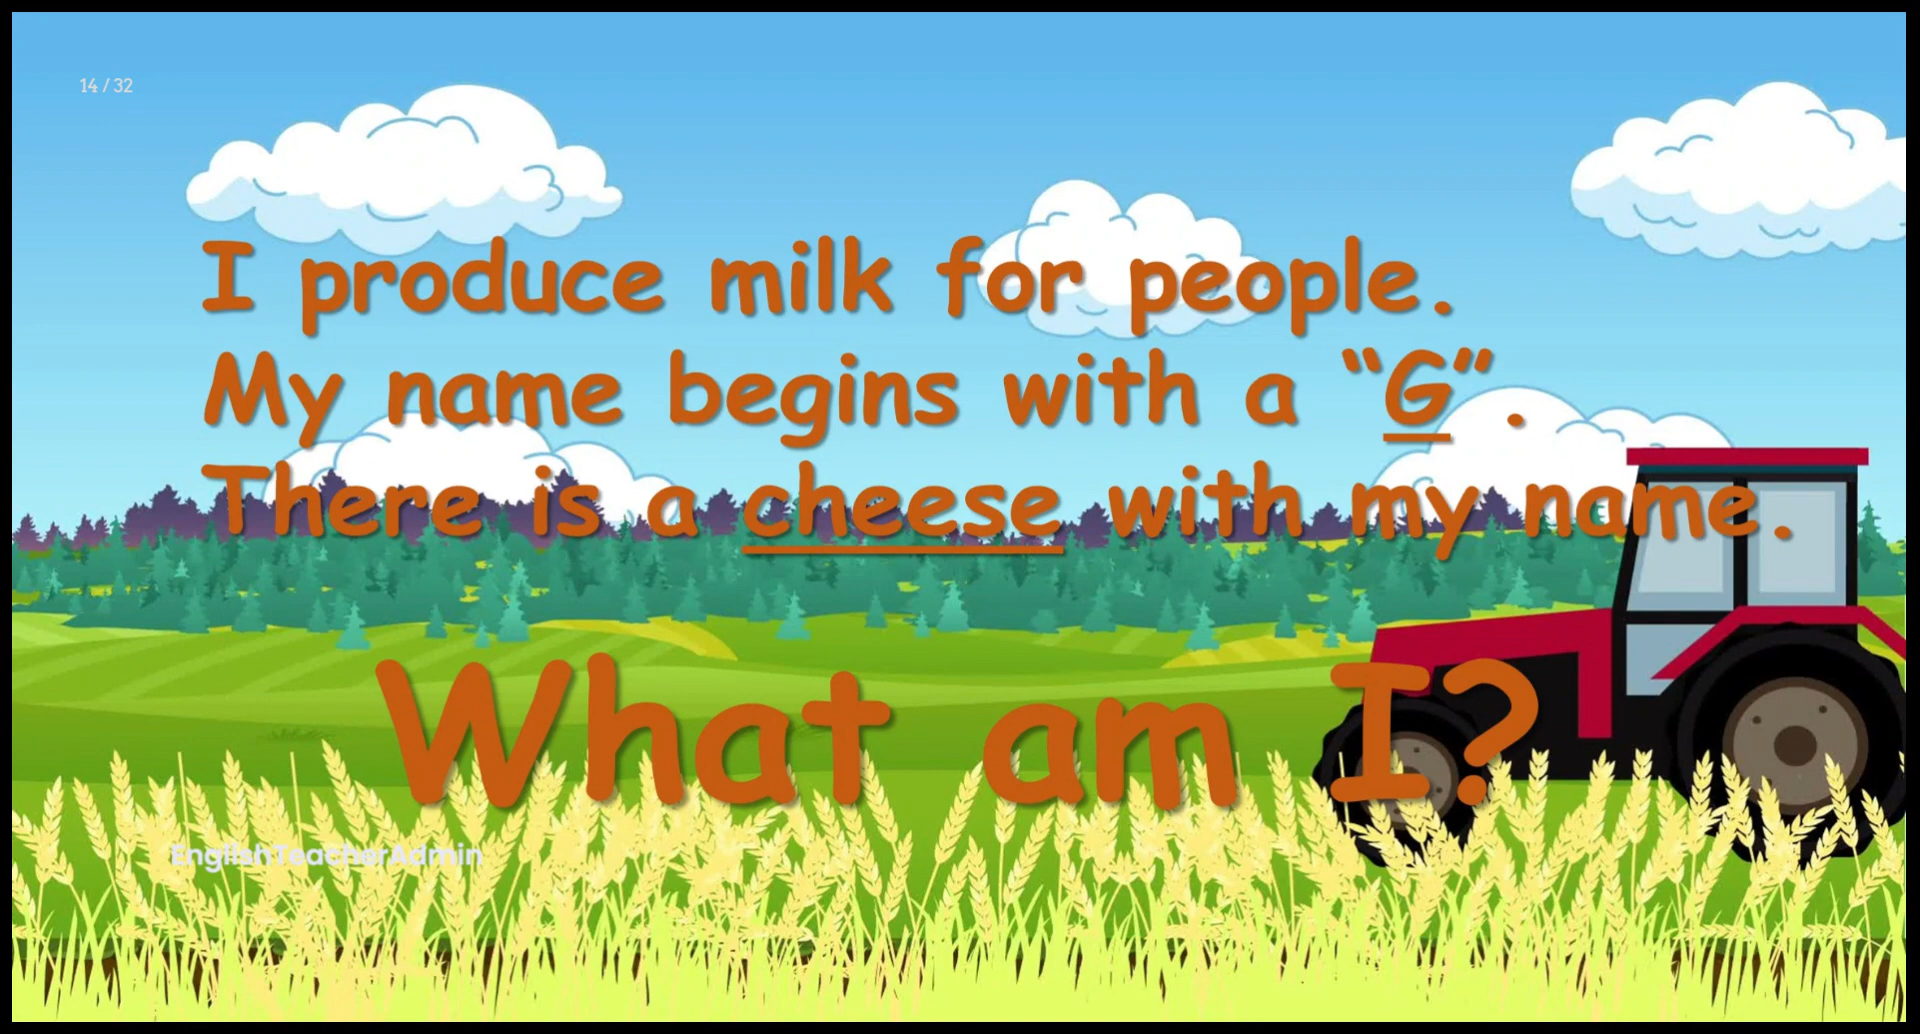 14 / 32
I produce milk for people.
My name begins with a “G” .
There is a cheese with my name.
What am I?
EnglishTeacherAdmin